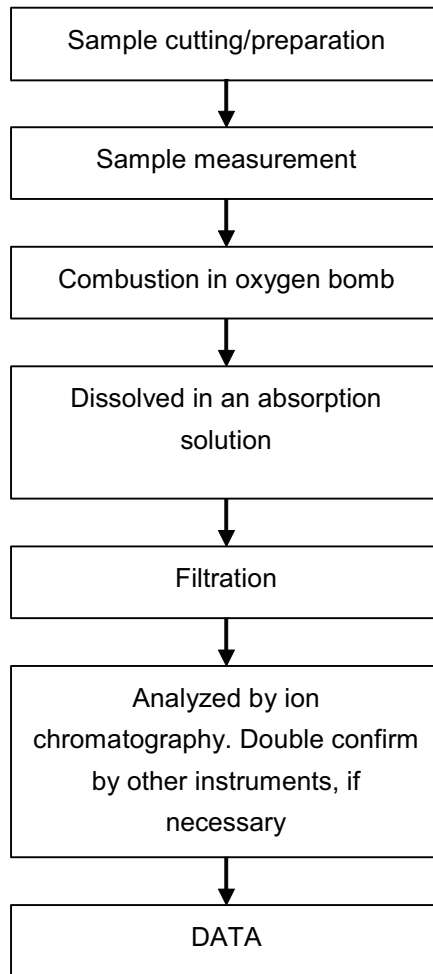 Sample cutting/preparation
Sample measurement
Combustion in oxygen bomb
Dissolved in an absorption
solution
Filtration
Analyzed by ion
chromatography. Double confirm
by other instruments, if
necessary
DATA